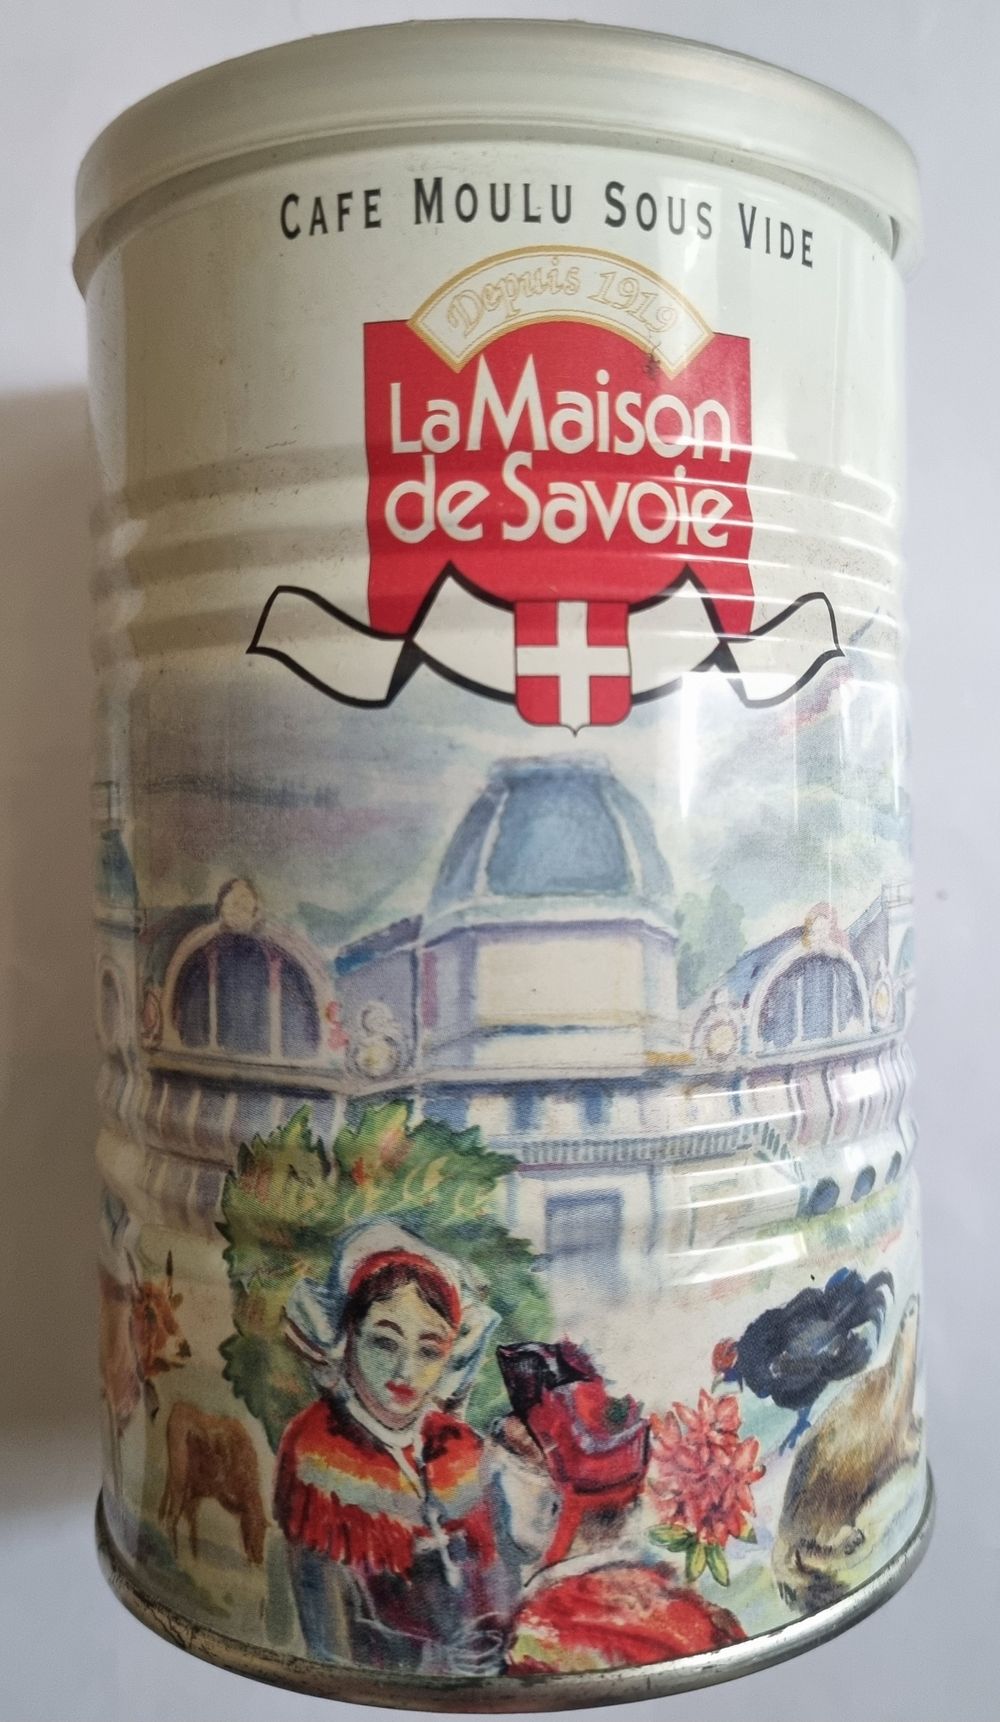 CAFE MOULU SOUS VIDE
Depuis 1919
La Maison
de Savoie